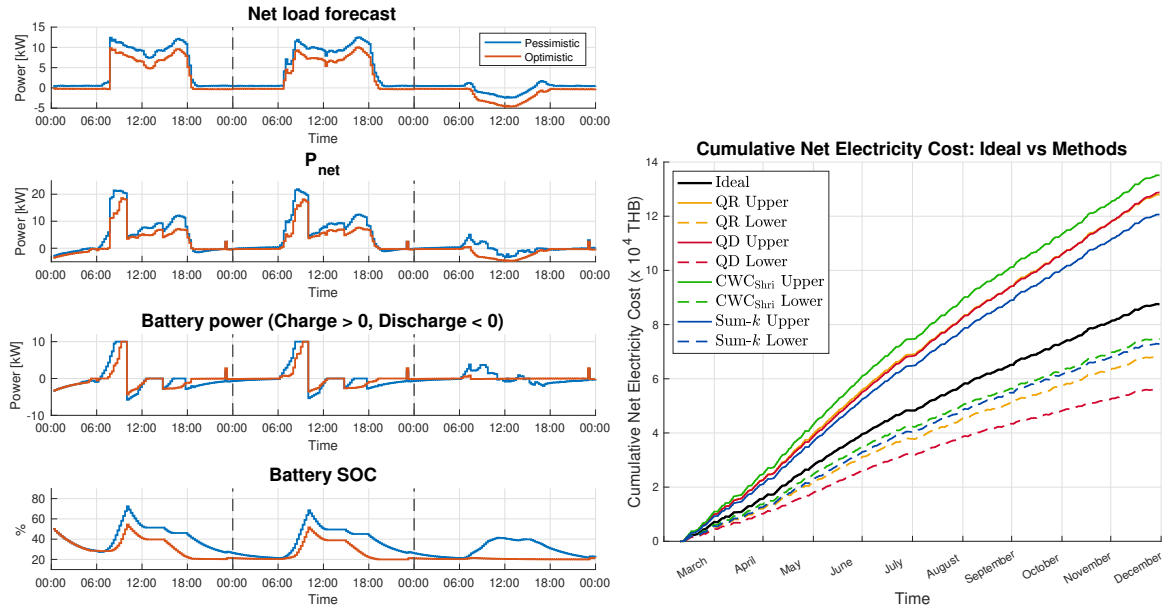 Net load forecast
Power [kW]
15
10
5
0
-5
Pessimistic
Optimistic
00:00 06:00 12:00 18:00 00:00 06:00 12:00 18:00 00:00 06:00 12:00 18:00 00:00
Time
P_net
Power [kW]
20
10
0
00:00 06:00 12:00 18:00 00:00 06:00 12:00 18:00 00:00 06:00 12:00 18:00 00:00
Time
Battery power (Charge > 0, Discharge < 0)
Power [kW]
10
0
-10
00:00 06:00 12:00 18:00 00:00 06:00 12:00 18:00 00:00 06:00 12:00 18:00 00:00
Time
Battery SOC
%
80
60
40
20
00:00 06:00 12:00 18:00 00:00 06:00 12:00 18:00 00:00 06:00 12:00 18:00 00:00
Time
Cumulative Net Electricity Cost: Ideal vs Methods
Cumulative Net Electricity Cost (x 10^4 THB)
14
12
10
8
6
4
2
0
Ideal
QR Upper
QR Lower
QD Upper
QD Lower
CWC_Shri Upper
CWC_Shri Lower
Sum-k Upper
Sum-k Lower
March April May June July August September October November December
Time